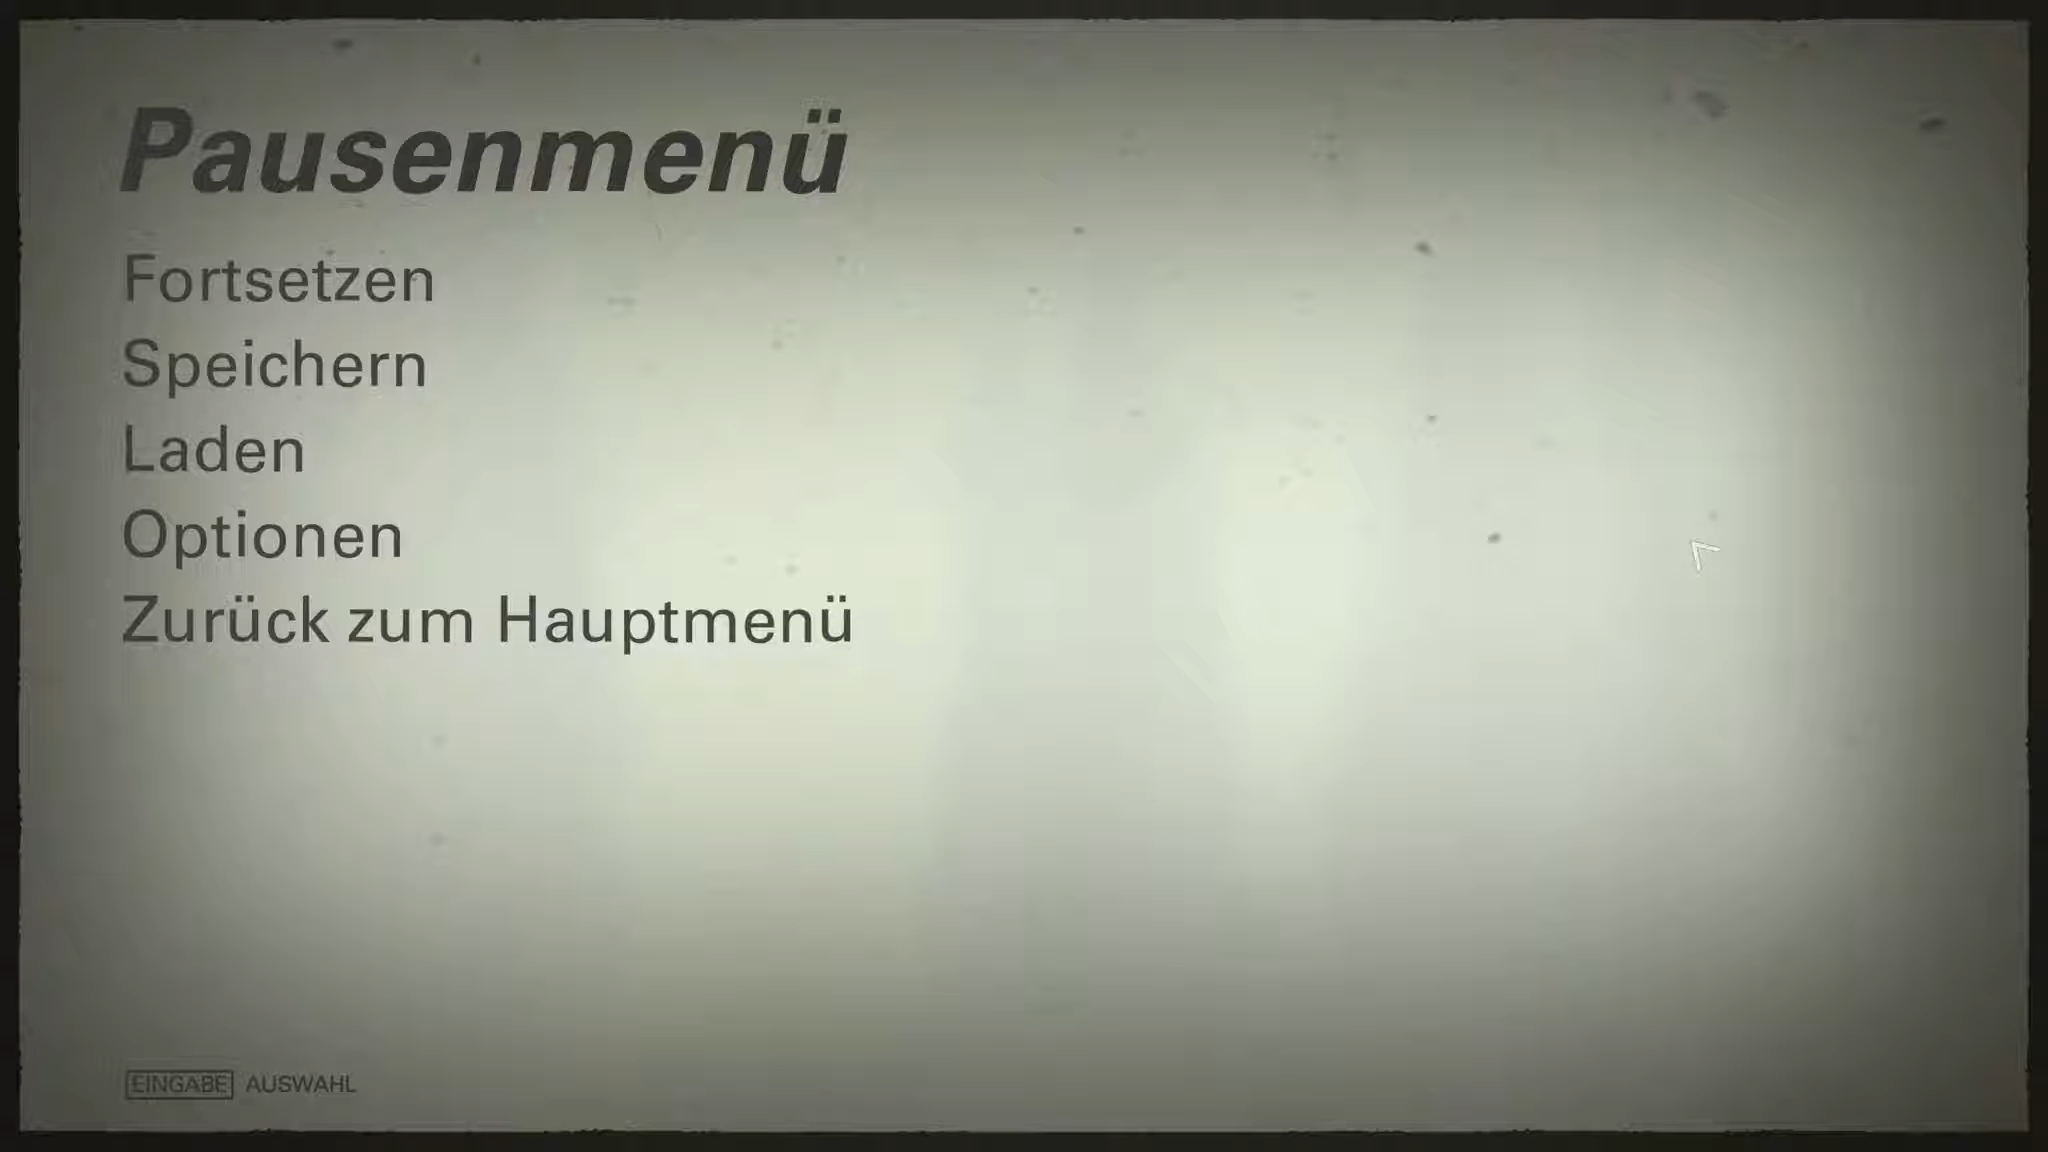 Pausenmenü
Fortsetzen
Speichern
Laden
Optionen
Zurück zum Hauptmenü
EINGABE AUSWAHL